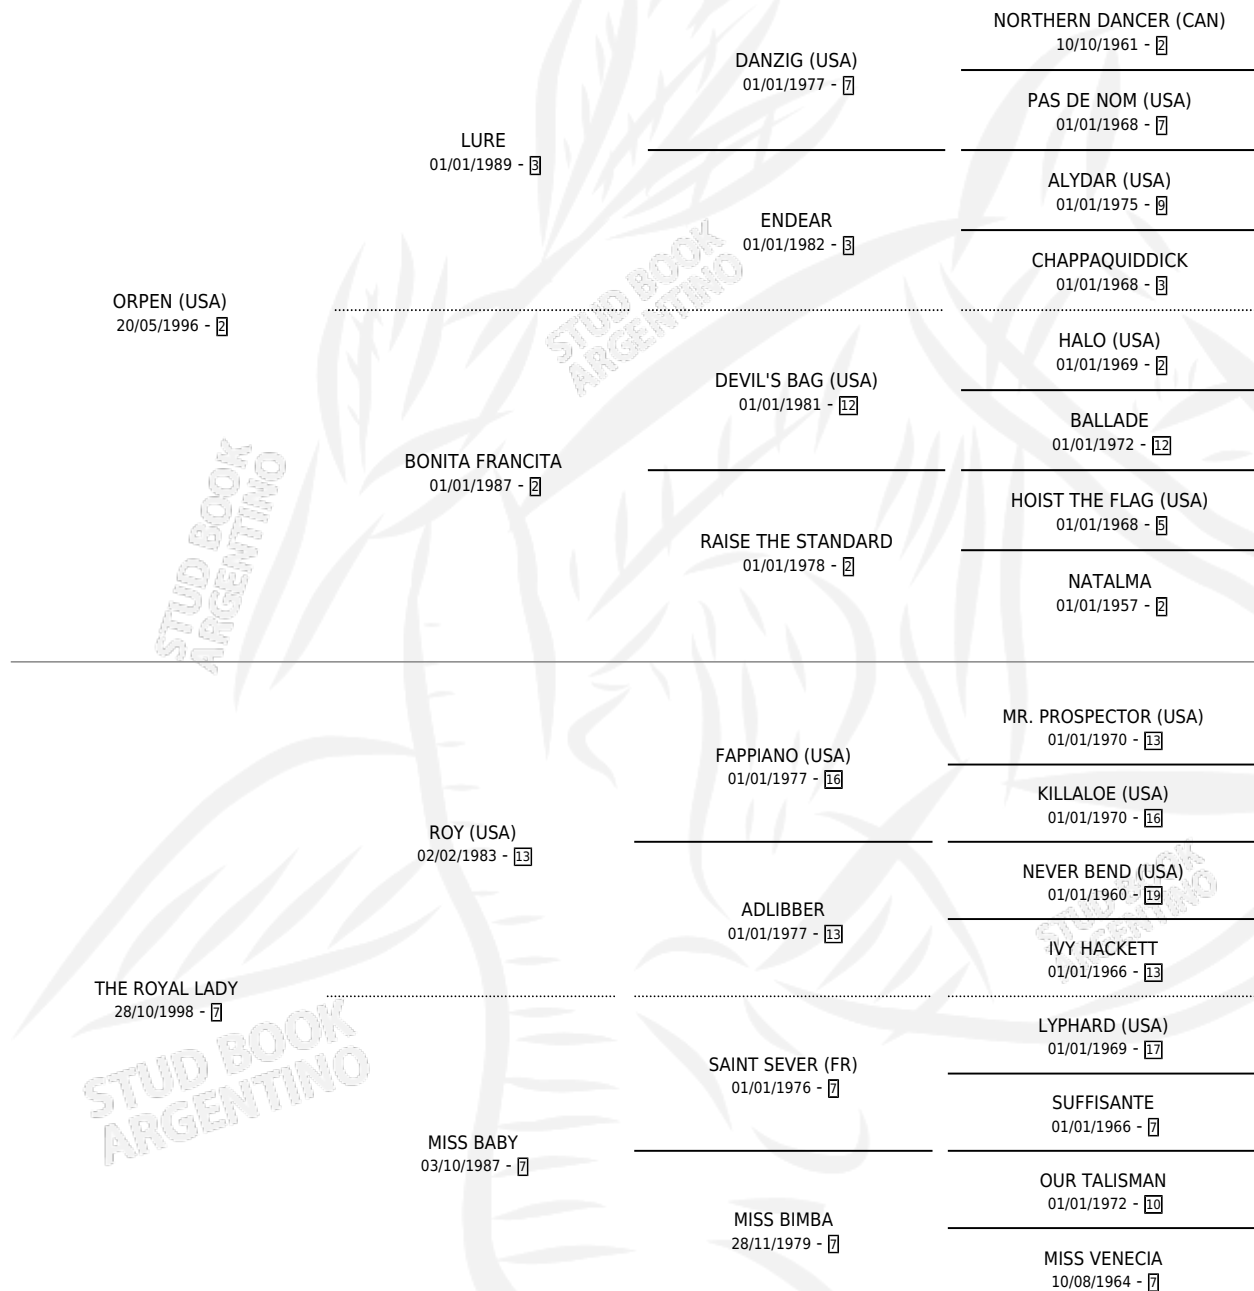 NORTHERN DANCER (CAN)
10/10/1961 - 2
DANZIG (USA)
01/01/1977 - 7
PAS DE NOM (USA)
01/01/1968 - 7
LURE
01/01/1989 - 3
ALYDAR (USA)
01/01/1975 - 9
ENDEAR
01/01/1982 - 3
CHAPPAQUIDDICK
01/01/1968 - 3
ORPEN (USA)
20/05/1996 - 2
HALO (USA)
01/01/1969 - 2
DEVIL'S BAG (USA)
01/01/1981 - 12
BALLADE
01/01/1972 - 12
BONITA FRANCITA
01/01/1987 - 2
HOIST THE FLAG (USA)
01/01/1968 - 5
RAISE THE STANDARD
01/01/1978 - 2
NATALMA
01/01/1957 - 2
MR. PROSPECTOR (USA)
01/01/1970 - 13
FAPPIANO (USA)
01/01/1977 - 16
KILLALOE (USA)
01/01/1970 - 16
ROY (USA)
02/02/1983 - 13
NEVER BEND (USA)
01/01/1960 - 19
ADLIBBER
01/01/1977 - 13
IVY HACKETT
01/01/1966 - 13
THE ROYAL LADY
28/10/1998 - 7
LYPHARD (USA)
01/01/1969 - 17
SAINT SEVER (FR)
01/01/1976 - 7
SUFFISANTE
01/01/1966 - 7
MISS BABY
03/10/1987 - 7
OUR TALISMAN
01/01/1972 - 10
MISS BIMBA
28/11/1979 - 7
MISS VENECIA
10/08/1964 - 7
STUD BOOK
ARGENTINO
STUD BOOK
ARGENTINO
STUD BOOK
ARGENTINO
STUD BOOK
ARGENTINO